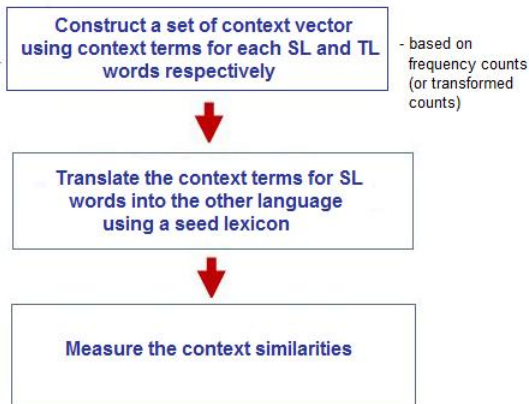 Construct a set of context vector
using context terms for each SL and TL
words respectively
- based on
frequency counts
(or transformed
counts)
Translate the context terms for SL
words into the other language
using a seed lexicon
Measure the context similarities